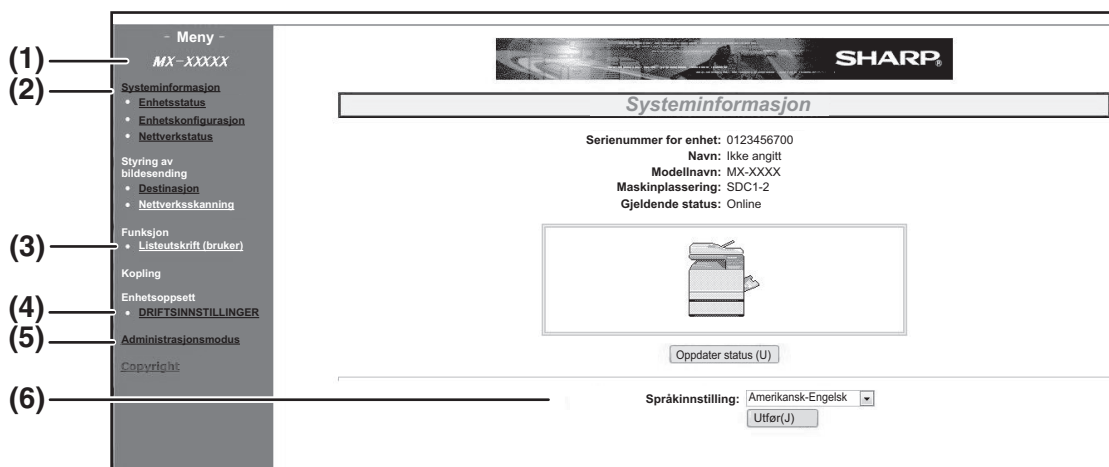 - Meny -
(1)
MX-XXXXX
(2)
Systeminformasjon
• Enhetsstatus
• Enhetskonfigurasjon
• Nettverkstatus
Styring av
bildesending
• Destinasjon
• Nettverksskanning
Funksjon
(3)
• Listeutskrift (bruker)
Kopling
Enhetsoppsett
(4)
• DRIFTSINNSTILLINGER
(5)
Administrasjonsmodus
Copyright
(6)
SHARP®
Systeminformasjon
Serienummer for enhet: 0123456700
Navn: Ikke angitt
Modellnavn: MX-XXXX
Maskinplassering: SDC1-2
Gjeldende status: Online
Oppdater status (U)
Språkinnstilling: Amerikansk-Engelsk
Utfør(J)